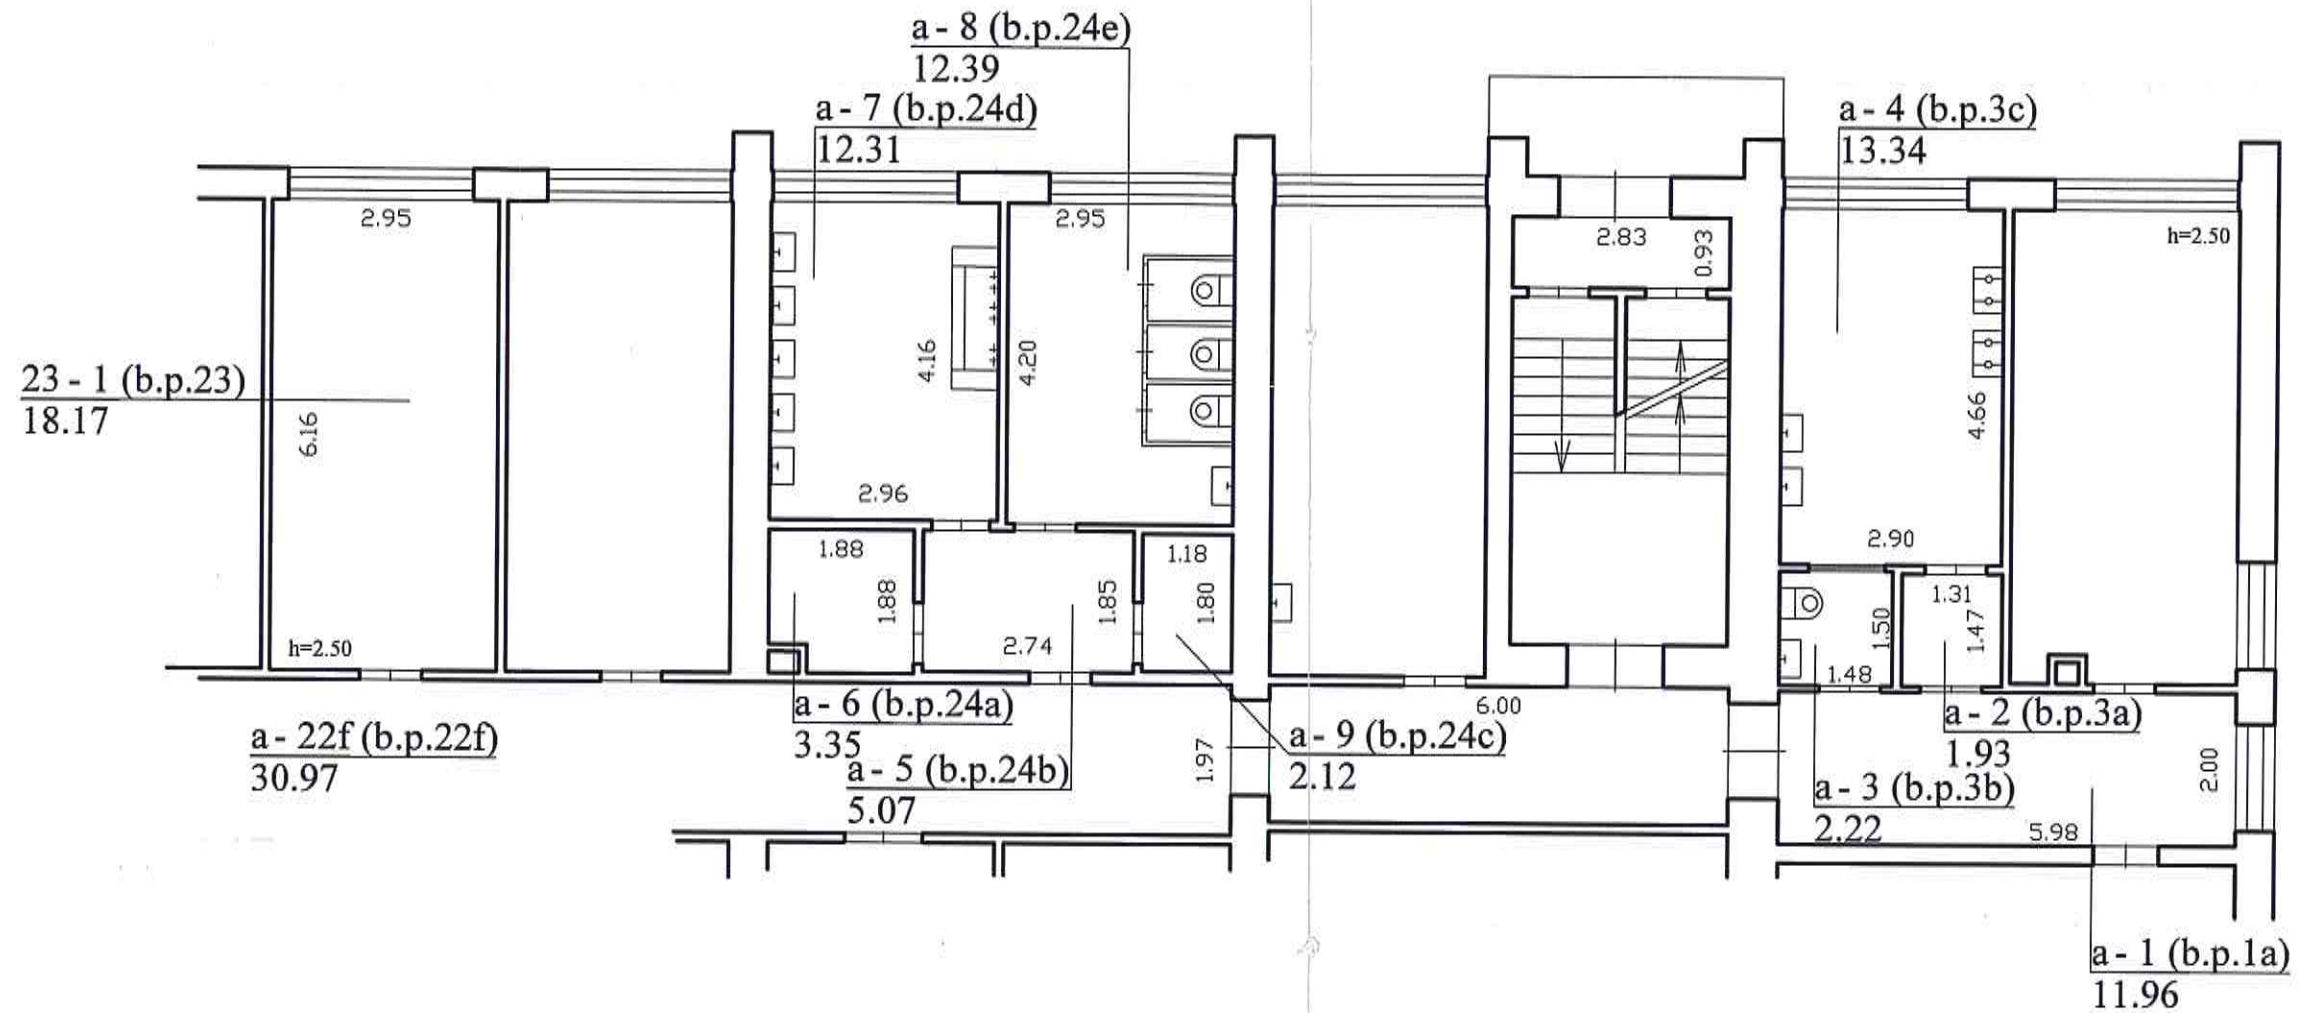 a - 8 (b.p.24e)
12.39
a - 7 (b.p.24d)
12.31
a - 4 (b.p.3c)
13.34
2.95
2.95
2.83
0.93
h=2.50
4.16
4.20
23 - 1 (b.p.23)
18.17
6.16
4.66
2.96
2.90
1.88
1.18
1.88
1.85
1.80
1.31
1.50
1.47
h=2.50
2.74
1.48
a - 6 (b.p.24a)
3.35
6.00
a - 2 (b.p.3a)
1.93
a - 22f (b.p.22f)
30.97
a - 9 (b.p.24c)
2.12
1.97
a - 5 (b.p.24b)
5.07
2.00
a - 3 (b.p.3b)
2.22
5.98
a - 1 (b.p.1a)
11.96